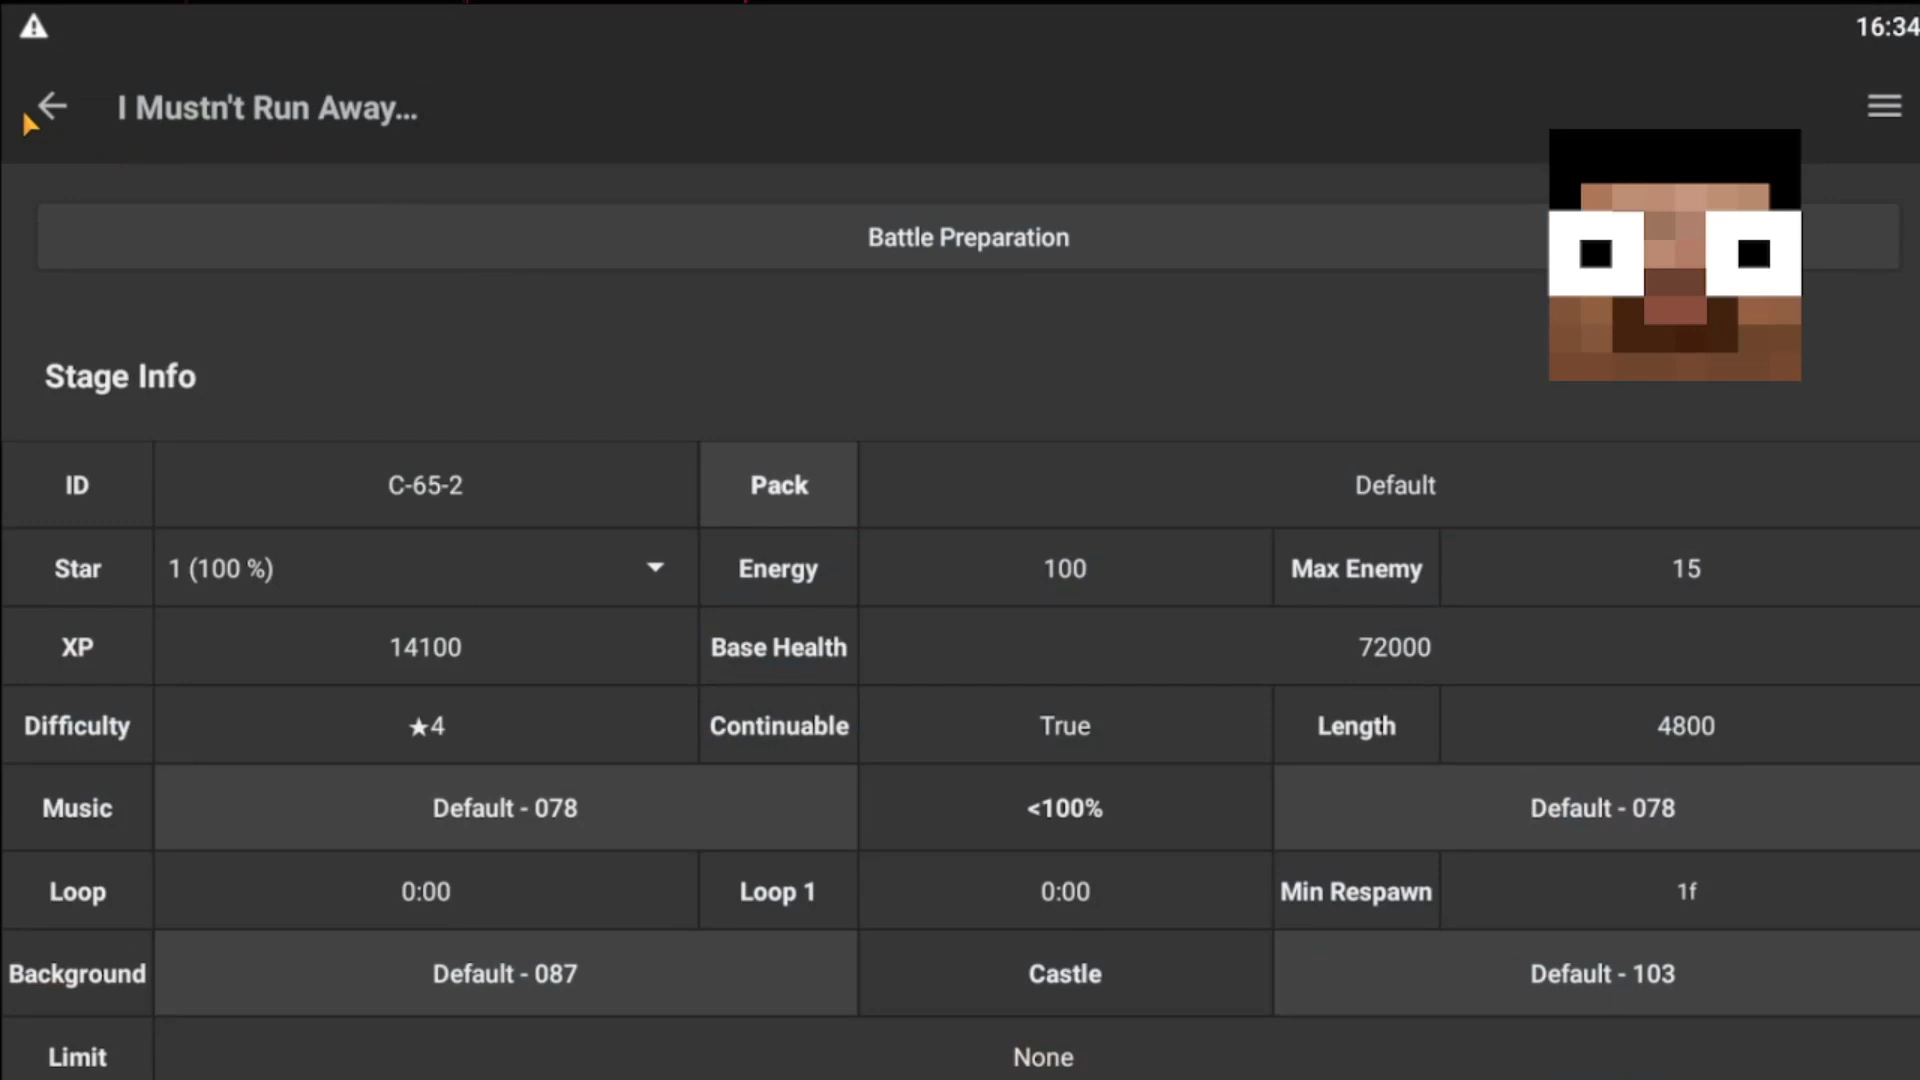 16:34
I Mustn't Run Away...
Battle Preparation
Stage Info
ID C-65-2 Pack Default
Star 1 (100 %) Energy 100 Max Enemy 15
XP 14100 Base Health 72000
Difficulty ★4 Continuable True Length 4800
Music Default - 078 <100% Default - 078
Loop 0:00 Loop 1 0:00 Min Respawn 1f
Background Default - 087 Castle Default - 103
Limit None